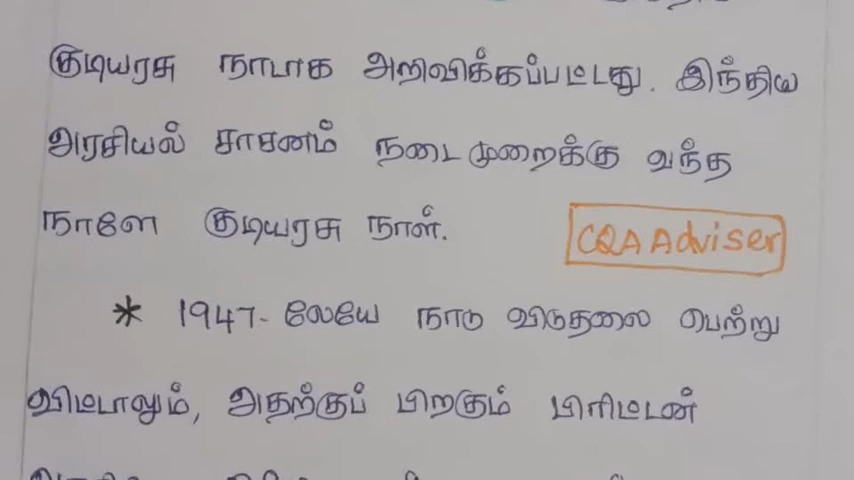 குடியரசு நாடாக அறிவிக்கப்பட்டது. இந்திய
அரசியல் சாசனம் நடைமுறைக்கு வந்த
நாளே குடியரசு நாள்.
CQA Adviser
* 1947-லேயே நாடு விடுதலை பெற்று
விட்டாலும், அதற்குப் பிறகும் பிரிட்டன்